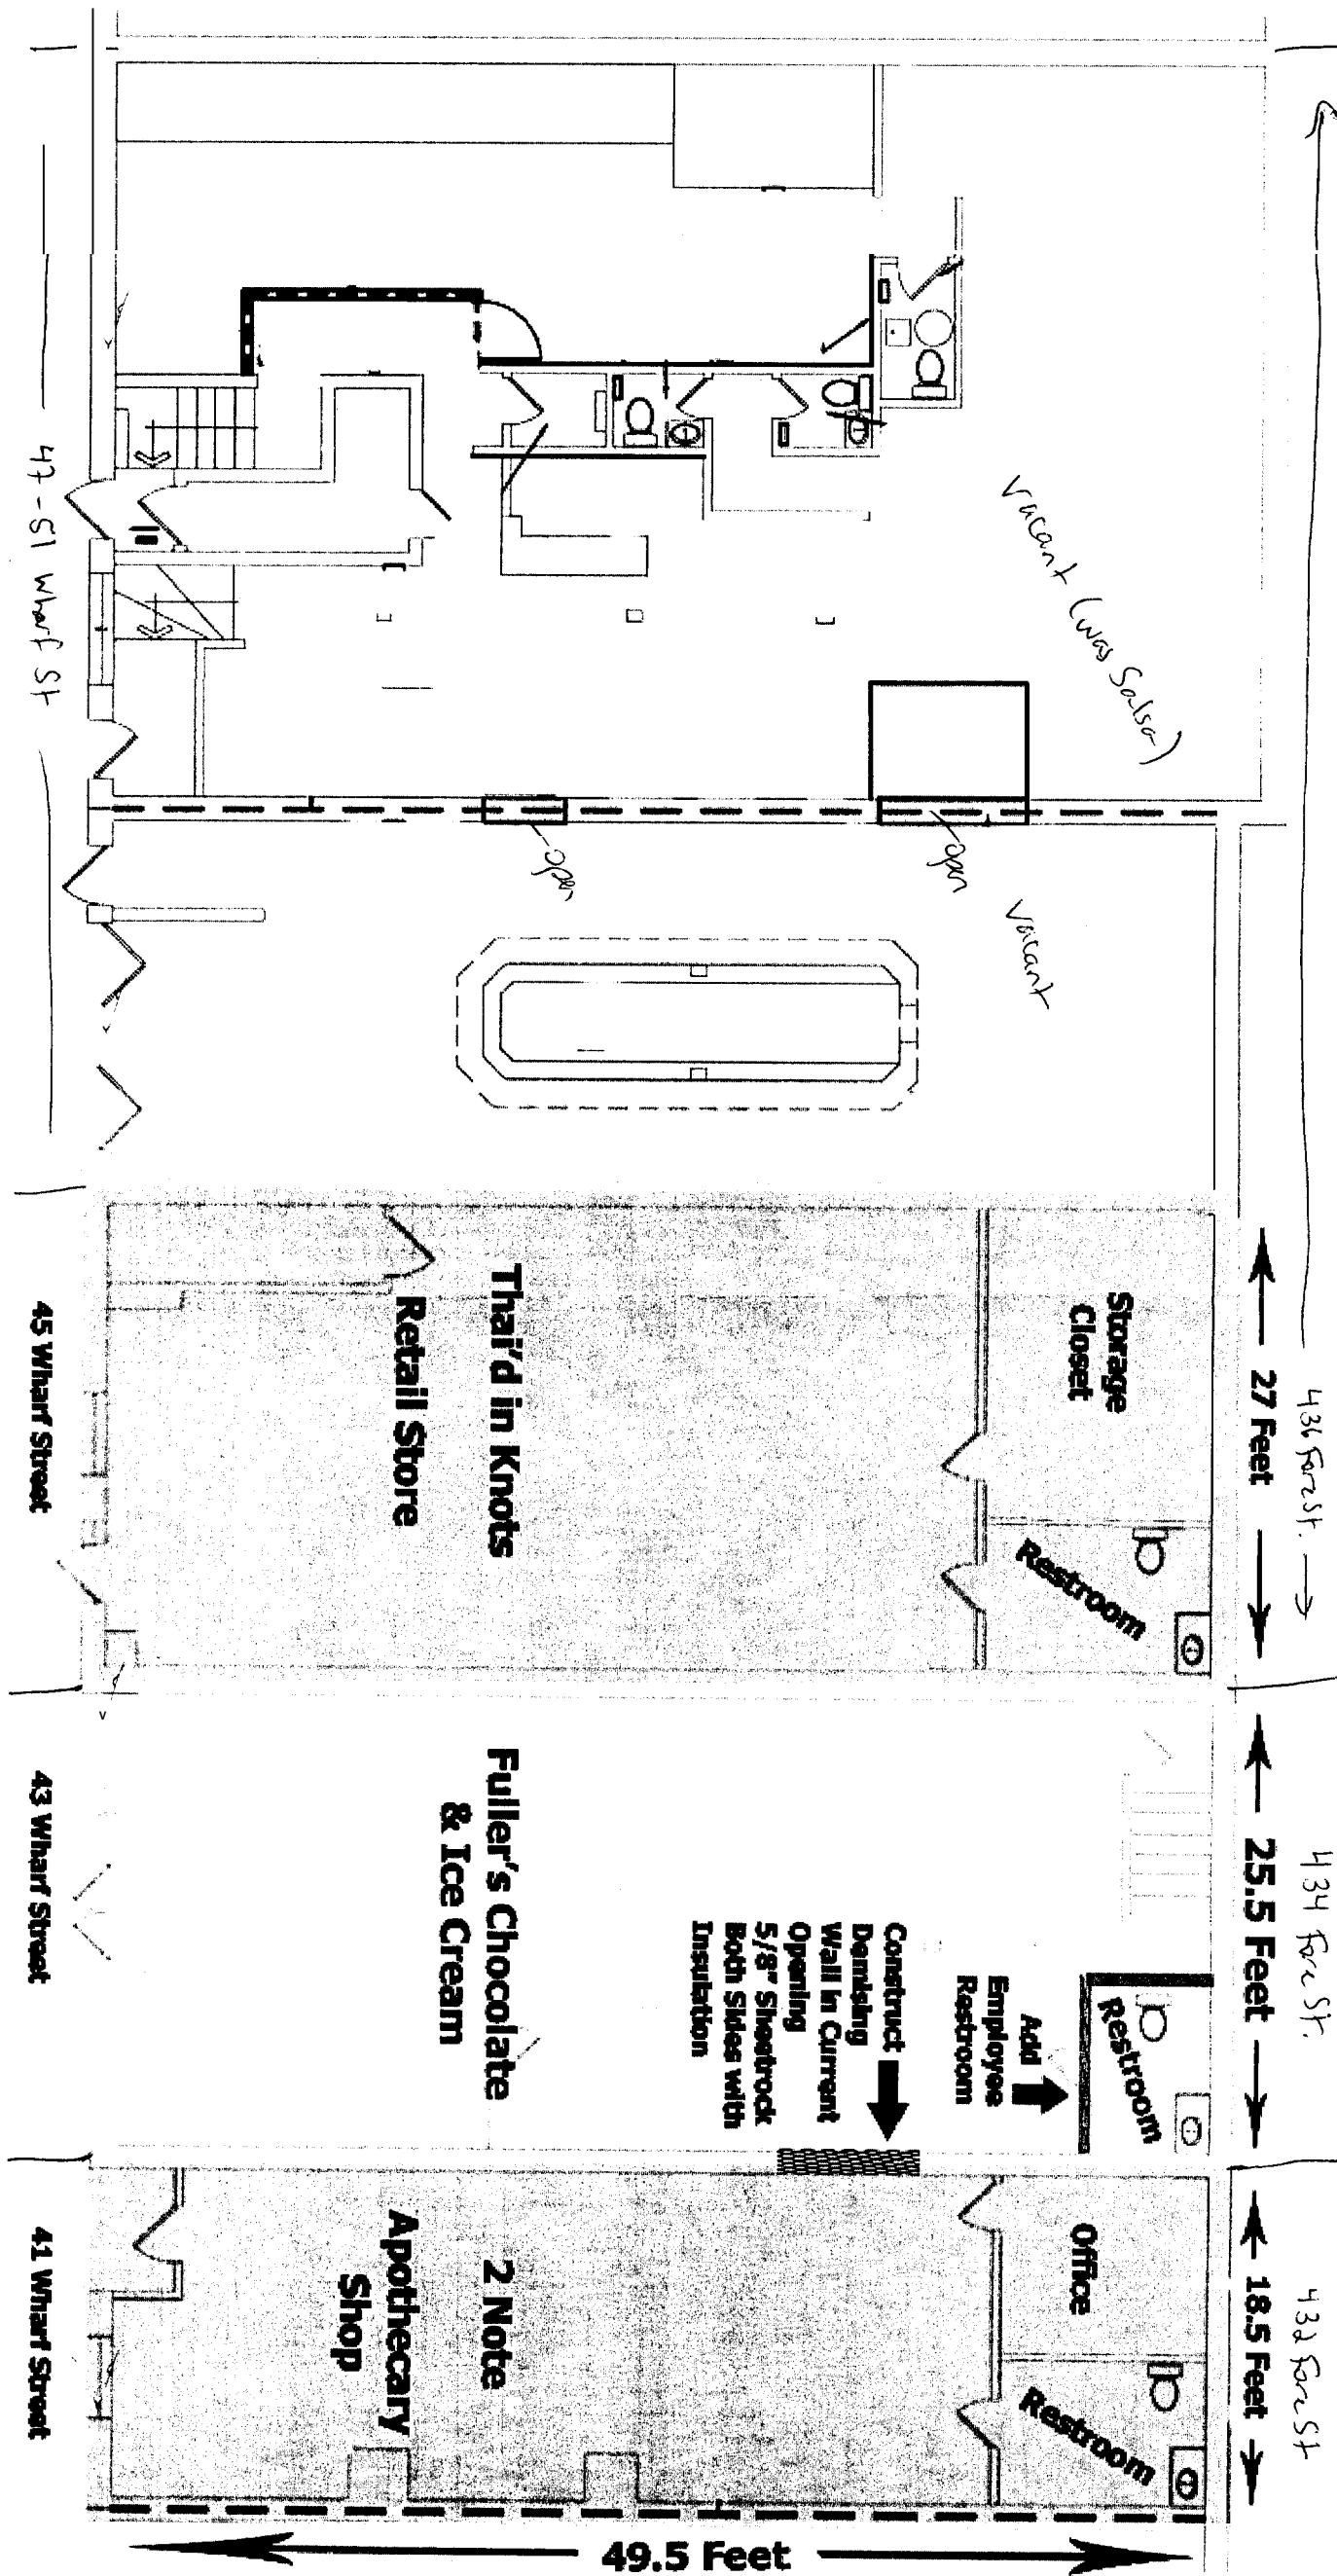 436 Fore St.
434 Fore St.
432 Fore St
27 Feet
25.5 Feet
18.5 Feet
49.5 Feet
vacant (was Salsa)
open
open
vacant
Storage
Closet
Restroom
Thai'd in Knots
Retail Store
Restroom
Add
Employee
Restroom
Construct
Demising
Wall in Current
Opening
5/8" Sheetrock
Both Sides with
Insulation
Fuller's Chocolate
& Ice Cream
Office
Restroom
2 Note
Apothecary
Shop
47-51 Wharf St
45 Wharf Street
43 Wharf Street
41 Wharf Street